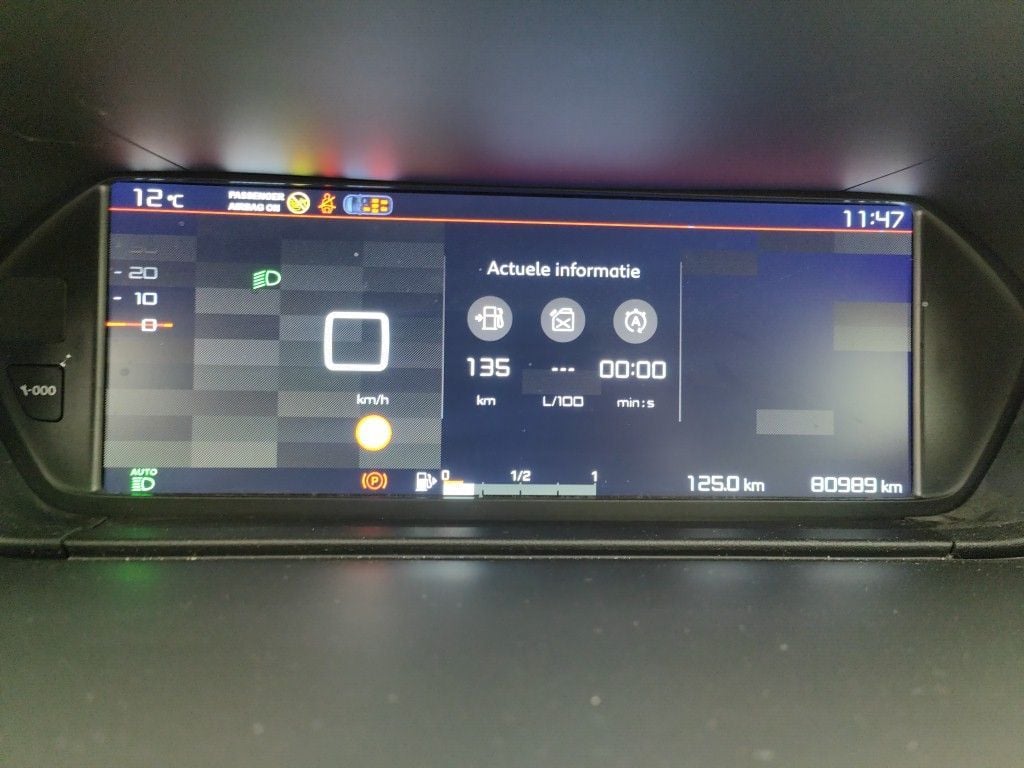 12 °C
PASSENGER
AIRBAG ON
11:47
- 20
- 10
0
Actuele informatie
0
km/h
135
---
00:00
km
L/100
min:s
000
AUTO
P
0
1/2
1
125.0 km
80989 km